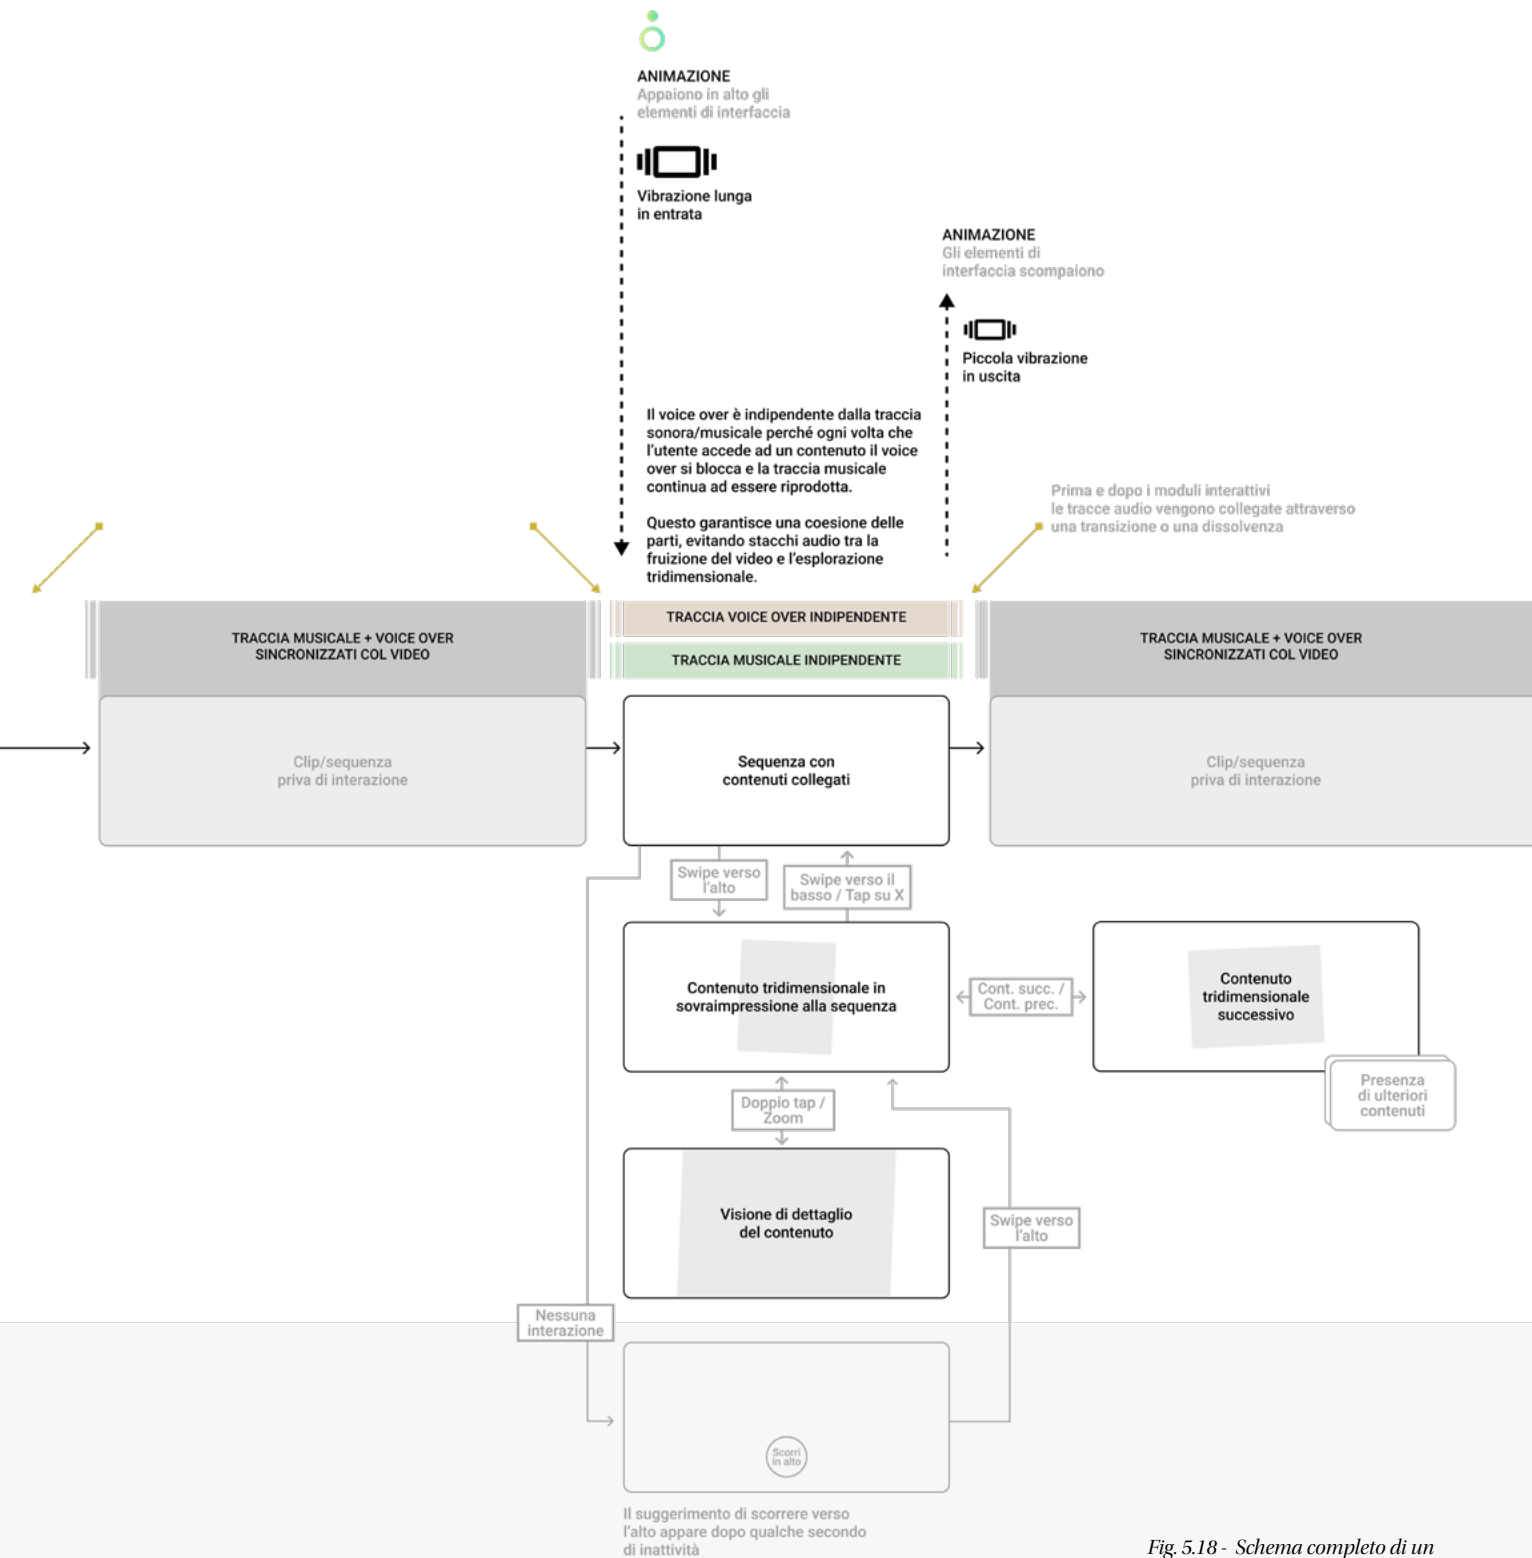 ANIMAZIONE
Appaiono in alto gli
elementi di interfaccia
Vibrazione lunga
in entrata
ANIMAZIONE
Gli elementi di
interfaccia scompaiono
Piccola vibrazione
in uscita
Il voice over è indipendente dalla traccia
sonora/musicale perché ogni volta che
l'utente accede ad un contenuto il voice
over si blocca e la traccia musicale
continua ad essere riprodotta.
Questo garantisce una coesione delle
parti, evitando stacchi audio tra la
fruizione del video e l'esplorazione
tridimensionale.
Prima e dopo i moduli interattivi
le tracce audio vengono collegate attraverso
una transizione o una dissolvenza
TRACCIA MUSICALE + VOICE OVER
SINCRONIZZATI COL VIDEO
TRACCIA VOICE OVER INDIPENDENTE
TRACCIA MUSICALE INDIPENDENTE
TRACCIA MUSICALE + VOICE OVER
SINCRONIZZATI COL VIDEO
Clip/sequenza
priva di interazione
Sequenza con
contenuti collegati
Clip/sequenza
priva di interazione
Swipe verso
l'alto
Swipe verso il
basso / Tap su X
Contenuto tridimensionale in
sovraimpressione alla sequenza
Cont. succ. /
Cont. prec.
Contenuto
tridimensionale
successivo
Presenza
di ulteriori
contenuti
Doppio tap /
Zoom
Visione di dettaglio
del contenuto
Swipe verso
l'alto
Nessuna
interazione
Scorri
in alto
Il suggerimento di scorrere verso
l'alto appare dopo qualche secondo
di inattività
Fig. 5.18 - Schema completo di un